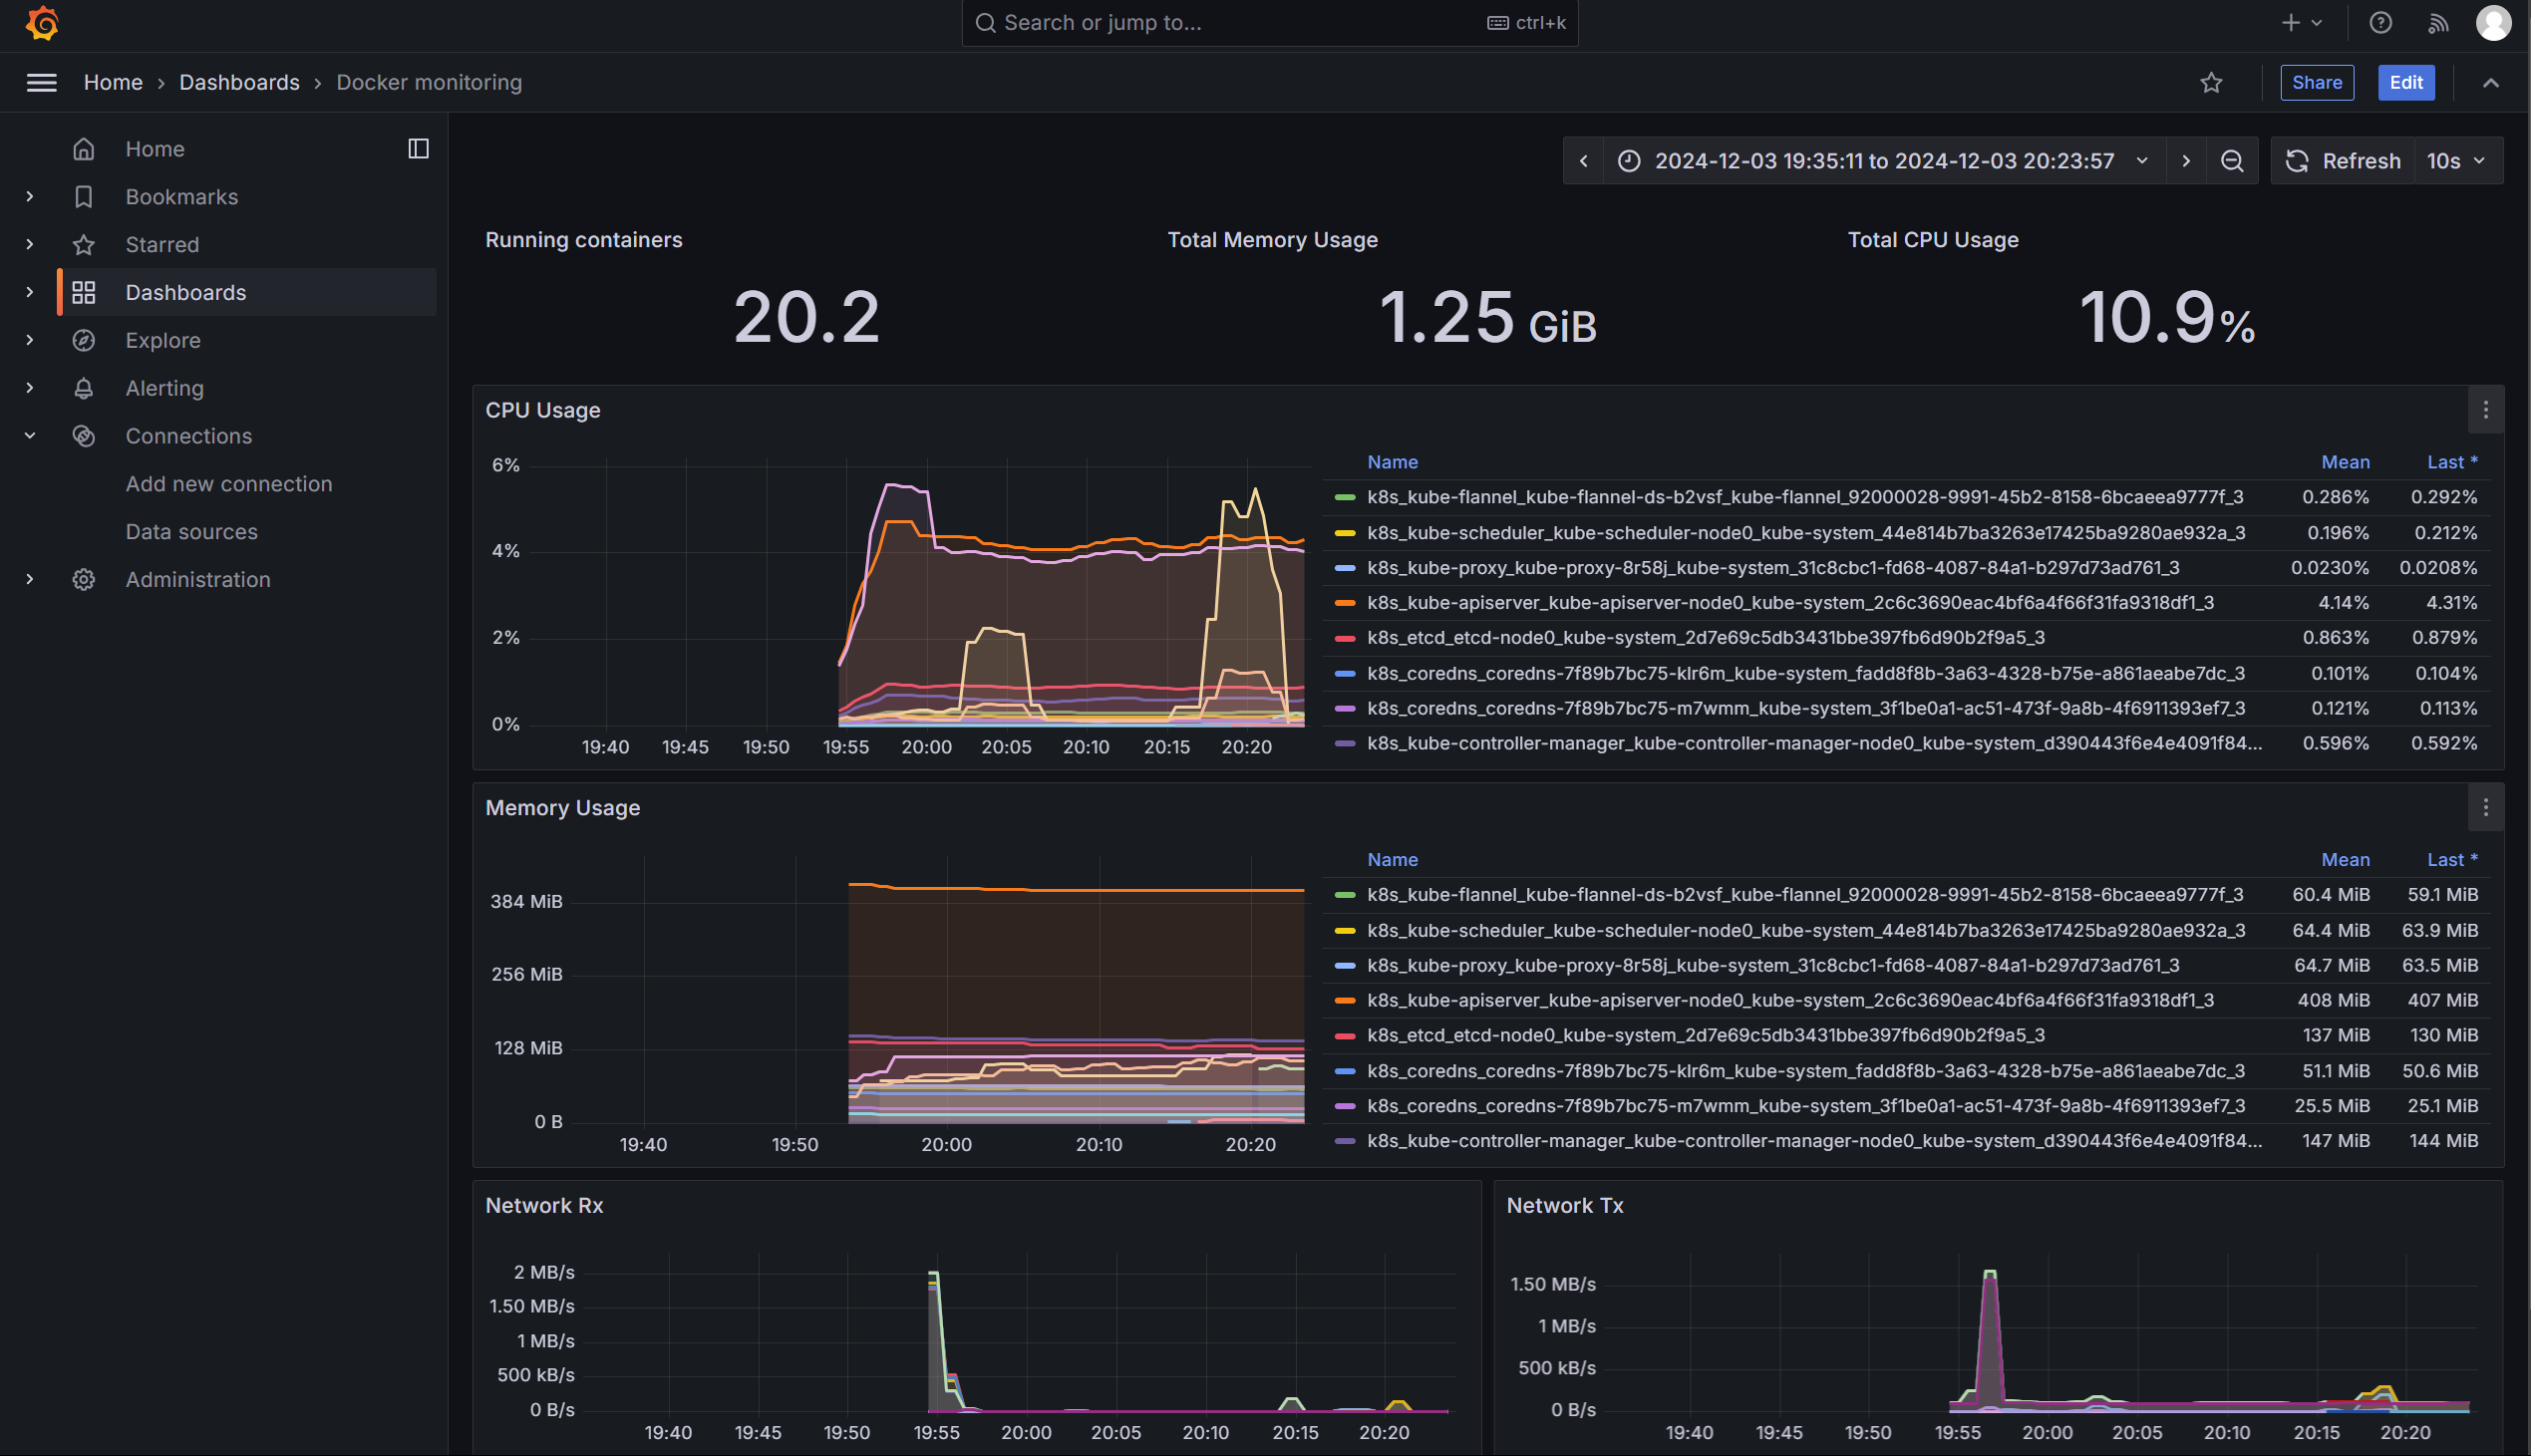 Search or jump to...
ctrl+k
Home › Dashboards › Docker monitoring
Share
Edit
Home
Bookmarks
Starred
Dashboards
Explore
Alerting
Connections
Add new connection
Data sources
Administration
2024-12-03 19:35:11 to 2024-12-03 20:23:57
Refresh
10s
Running containers
20.2
Total Memory Usage
1.25 GiB
Total CPU Usage
10.9%
CPU Usage
6%
4%
2%
0%
19:40 19:45 19:50 19:55 20:00 20:05 20:10 20:15 20:20
Name Mean Last *
k8s_kube-flannel_kube-flannel-ds-b2vsf_kube-flannel_92000028-9991-45b2-8158-6bcaeea9777f_3 0.286% 0.292%
k8s_kube-scheduler_kube-scheduler-node0_kube-system_44e814b7ba3263e17425ba9280ae932a_3 0.196% 0.212%
k8s_kube-proxy_kube-proxy-8r58j_kube-system_31c8cbc1-fd68-4087-84a1-b297d73ad761_3 0.0230% 0.0208%
k8s_kube-apiserver_kube-apiserver-node0_kube-system_2c6c3690eac4bf6a4f66f31fa9318df1_3 4.14% 4.31%
k8s_etcd_etcd-node0_kube-system_2d7e69c5db3431bbe397fb6d90b2f9a5_3 0.863% 0.879%
k8s_coredns_coredns-7f89b7bc75-klr6m_kube-system_fadd8f8b-3a63-4328-b75e-a861aeabe7dc_3 0.101% 0.104%
k8s_coredns_coredns-7f89b7bc75-m7wmm_kube-system_3f1be0a1-ac51-473f-9a8b-4f6911393ef7_3 0.121% 0.113%
k8s_kube-controller-manager_kube-controller-manager-node0_kube-system_d390443f6e4e4091f84... 0.596% 0.592%
Memory Usage
384 MiB
256 MiB
128 MiB
0 B
19:40 19:50 20:00 20:10 20:20
Name Mean Last *
k8s_kube-flannel_kube-flannel-ds-b2vsf_kube-flannel_92000028-9991-45b2-8158-6bcaeea9777f_3 60.4 MiB 59.1 MiB
k8s_kube-scheduler_kube-scheduler-node0_kube-system_44e814b7ba3263e17425ba9280ae932a_3 64.4 MiB 63.9 MiB
k8s_kube-proxy_kube-proxy-8r58j_kube-system_31c8cbc1-fd68-4087-84a1-b297d73ad761_3 64.7 MiB 63.5 MiB
k8s_kube-apiserver_kube-apiserver-node0_kube-system_2c6c3690eac4bf6a4f66f31fa9318df1_3 408 MiB 407 MiB
k8s_etcd_etcd-node0_kube-system_2d7e69c5db3431bbe397fb6d90b2f9a5_3 137 MiB 130 MiB
k8s_coredns_coredns-7f89b7bc75-klr6m_kube-system_fadd8f8b-3a63-4328-b75e-a861aeabe7dc_3 51.1 MiB 50.6 MiB
k8s_coredns_coredns-7f89b7bc75-m7wmm_kube-system_3f1be0a1-ac51-473f-9a8b-4f6911393ef7_3 25.5 MiB 25.1 MiB
k8s_kube-controller-manager_kube-controller-manager-node0_kube-system_d390443f6e4e4091f84... 147 MiB 144 MiB
Network Rx
2 MB/s
1.50 MB/s
1 MB/s
500 kB/s
0 B/s
19:40 19:45 19:50 19:55 20:00 20:05 20:10 20:15 20:20
Network Tx
1.50 MB/s
1 MB/s
500 kB/s
0 B/s
19:40 19:45 19:50 19:55 20:00 20:05 20:10 20:15 20:20